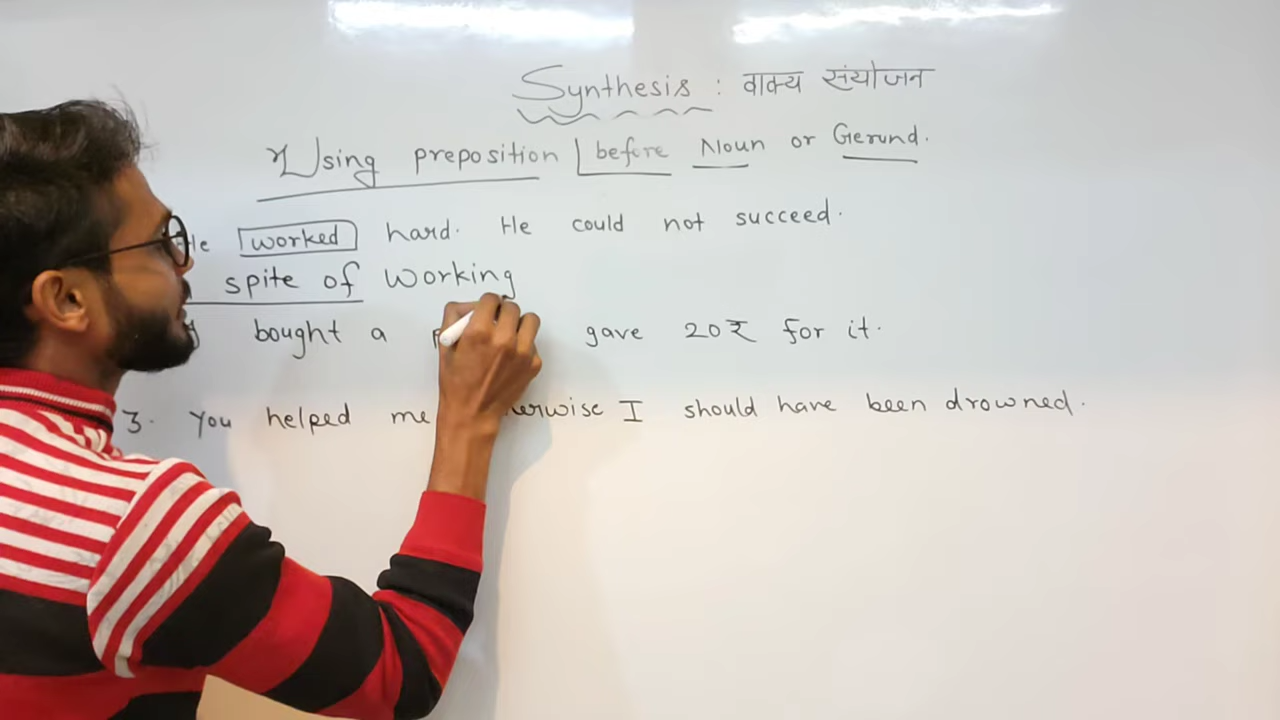 Synthesis : वाक्य संयोजन
Using preposition before Noun or Gerund.
He worked hard. He could not succeed.
spite of working
bought a gave 20₹ for it.
3. You helped me I should have been drowned.